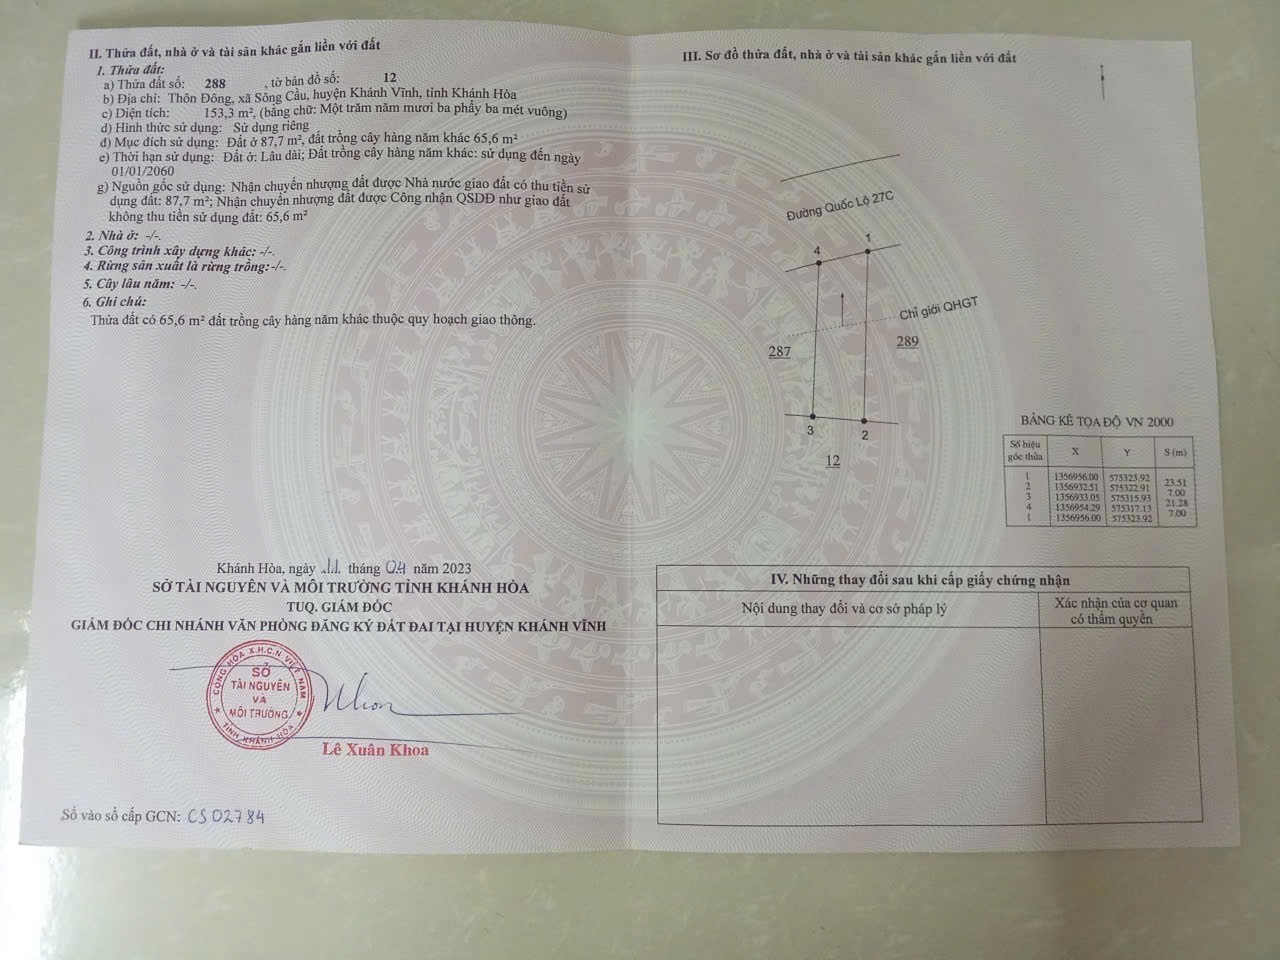 II. Thửa đất, nhà ở và tài sản khác gắn liền với đất
1. Thửa đất:
a) Thửa đất số: 288 , tờ bản đồ số: 12
b) Địa chỉ: Thôn Đông, xã Sông Cầu, huyện Khánh Vĩnh, tỉnh Khánh Hòa
c) Diện tích: 153,3 m², (bằng chữ: Một trăm năm mươi ba phẩy ba mét vuông)
d) Hình thức sử dụng: Sử dụng riêng
đ) Mục đích sử dụng: Đất ở 87,7 m², đất trồng cây hàng năm khác 65,6 m²
e) Thời hạn sử dụng: Đất ở: Lâu dài; Đất trồng cây hàng năm khác: sử dụng đến ngày
01/01/2060
g) Nguồn gốc sử dụng: Nhận chuyển nhượng đất được Nhà nước giao đất có thu tiền sử
dụng đất: 87,7 m²; Nhận chuyển nhượng đất được Công nhận QSDĐ như giao đất
không thu tiền sử dụng đất: 65,6 m²
2. Nhà ở: -/-.
3. Công trình xây dựng khác: -/-.
4. Rừng sản xuất là rừng trồng: -/-.
5. Cây lâu năm: -/-.
6. Ghi chú:
Thửa đất có 65,6 m² đất trồng cây hàng năm khác thuộc quy hoạch giao thông.
Khánh Hòa, ngày 11 tháng 04 năm 2023
SỞ TÀI NGUYÊN VÀ MÔI TRƯỜNG TỈNH KHÁNH HÒA
TUQ. GIÁM ĐỐC
GIÁM ĐỐC CHI NHÁNH VĂN PHÒNG ĐĂNG KÝ ĐẤT ĐAI TẠI HUYỆN KHÁNH VĨNH
CỘNG HÒA X.H.C.N VIỆT NAM
SỞ
TÀI NGUYÊN
VÀ
MÔI TRƯỜNG
TỈNH KHÁNH HÒA
Lê Xuân Khoa
Số vào sổ cấp GCN: CS 02784
III. Sơ đồ thửa đất, nhà ở và tài sản khác gắn liền với đất
Đường Quốc Lộ 27C
4
1
Chỉ giới QHGT
287
289
3
2
12
BẢNG KÊ TỌA ĐỘ VN 2000
Số hiệu góc thửa X Y S (m)
1 1356956.00 575323.92
23.51
2 1356932.51 575322.91
7.00
3 1356933.05 575315.93
21.28
4 1356954.29 575317.13
7.00
1 1356956.00 575323.92
IV. Những thay đổi sau khi cấp giấy chứng nhận
Nội dung thay đổi và cơ sở pháp lý
Xác nhận của cơ quan
có thẩm quyền